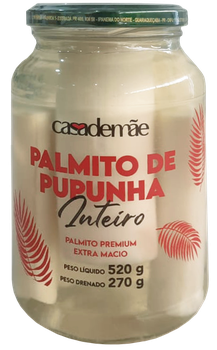 casademãe
PALMITO DE
PUPUNHA
Inteiro
PALMITO PREMIUM
EXTRA MACIO
PESO LÍQUIDO 520 g
PESO DRENADO 270 g